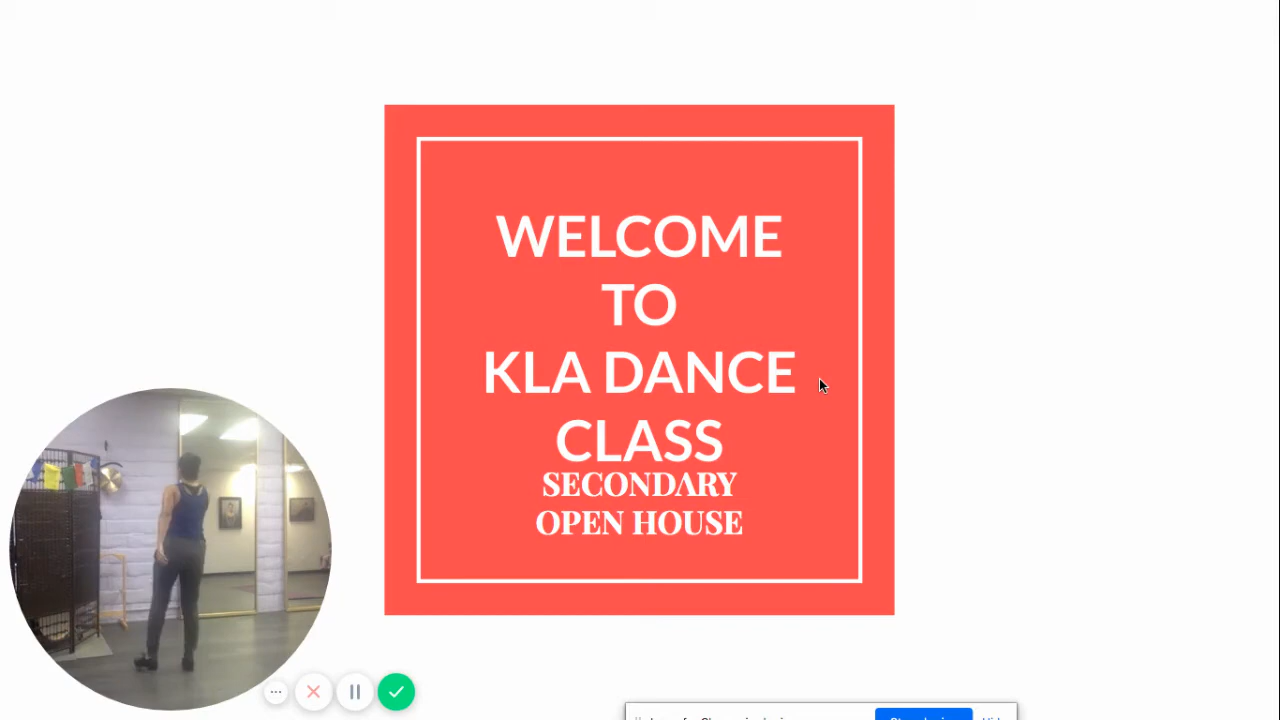 WELCOME
TO
KLA DANCE
CLASS
SECONDARY
OPEN HOUSE